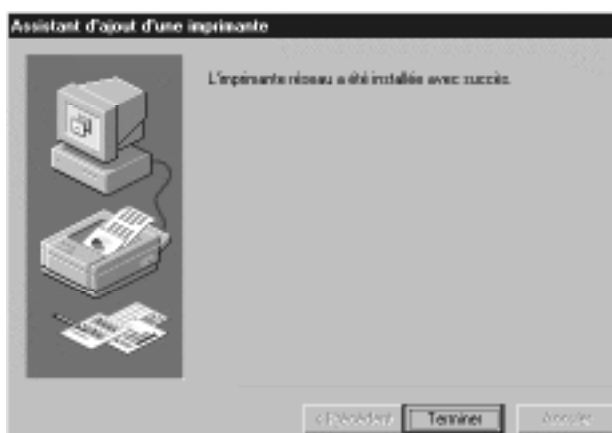 Assistant d'ajout d'une imprimante
L'imprimante réseau a été installée avec succès.
< Précédent Terminer Annuler